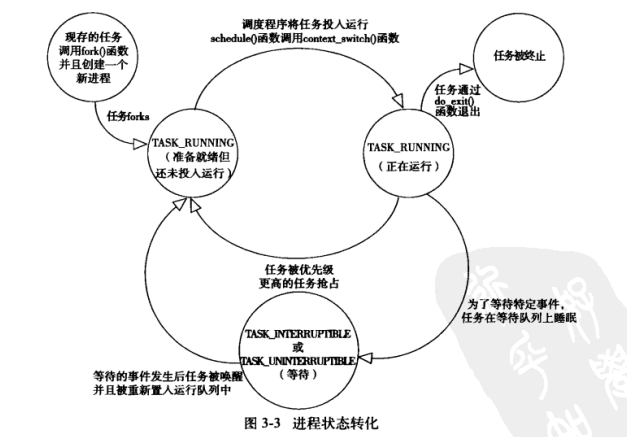 现存的任务
调用fork()函数
并且创建一个
新进程
调度程序将任务投入运行
schedule()函数调用context_switch()函数
任务被终止
任务通过
do_exit()
函数退出
任务forks
TASK_RUNNING
(准备就绪但
还未投入运行)
TASK_RUNNING
(正在运行)
任务被优先级
更高的任务抢占
为了等待特定事件,
任务在等待队列上睡眠
TASK_INTERRUPTIBLE
或
TASK_UNINTERRUPTIBLE
(等待)
等待的事件发生后任务被唤醒
并且被重新置入运行队列中
图 3-3 进程状态转化